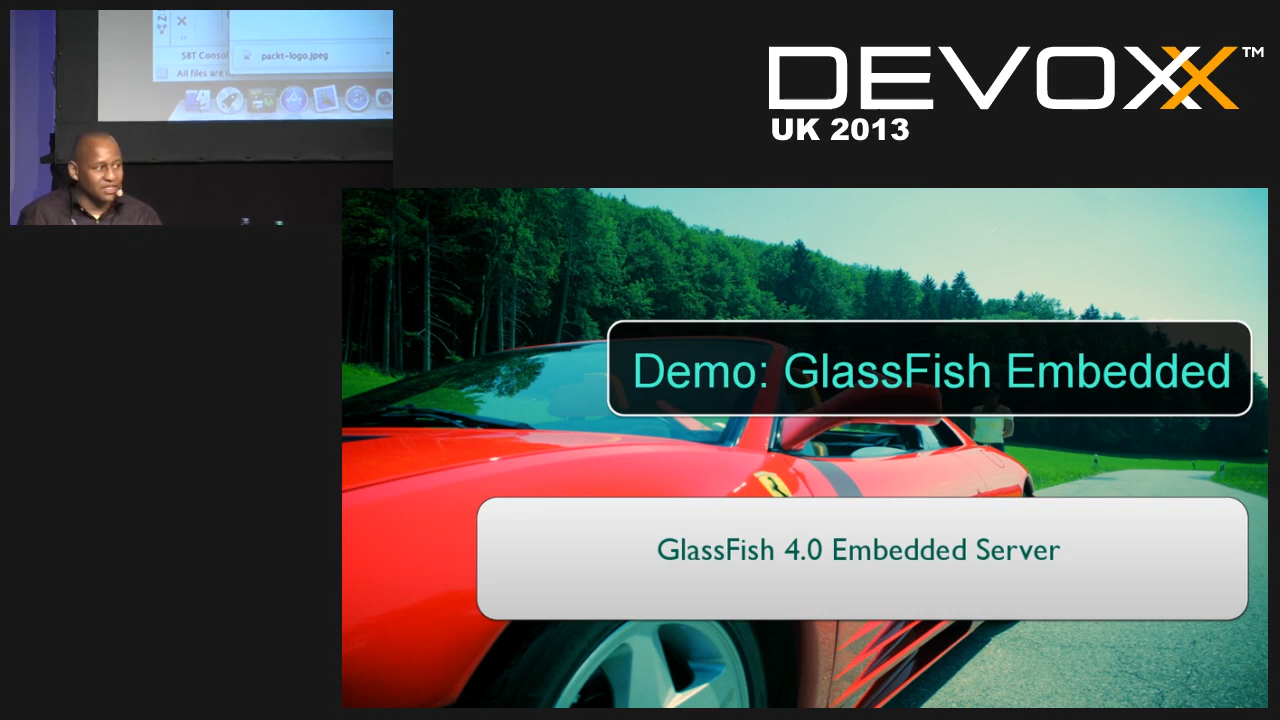 SBT Consol
packt-logo.jpeg
All files are
DEVOXX™
UK 2013
Demo: GlassFish Embedded
GlassFish 4.0 Embedded Server